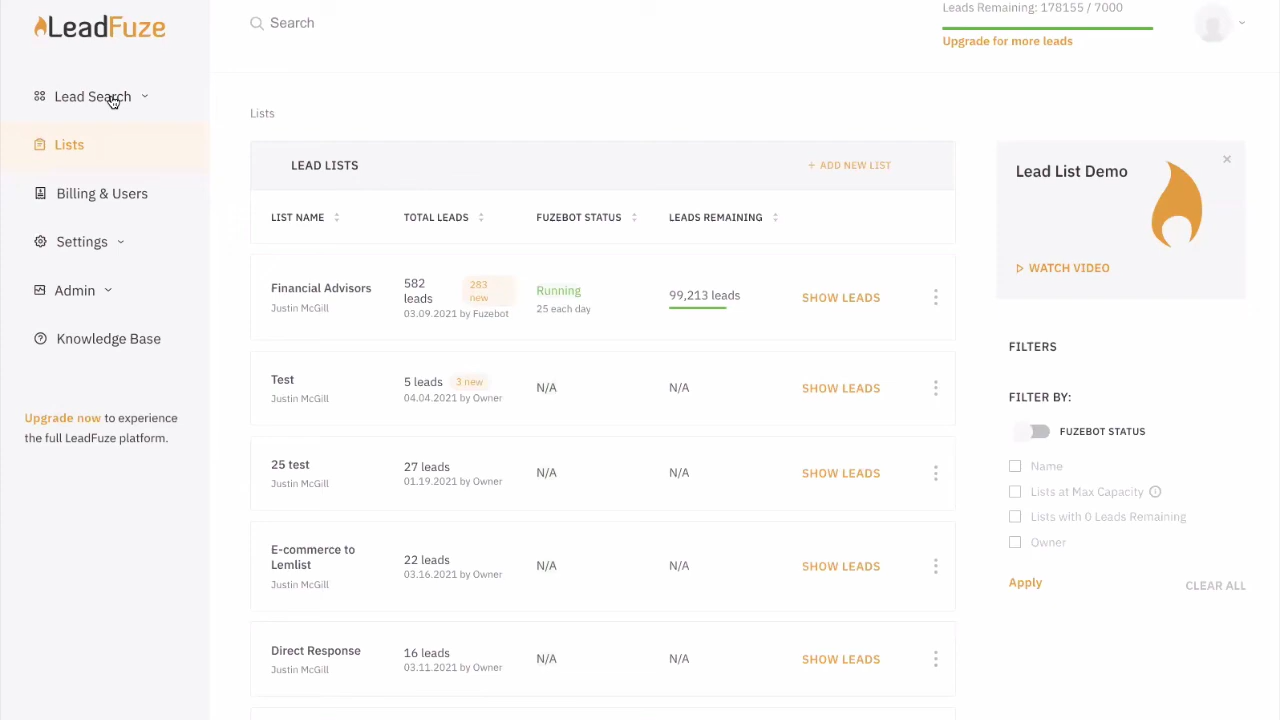 LeadFuze
Search
Leads Remaining: 178155 / 7000
Upgrade for more leads
Lead Search
Lists
Billing & Users
Settings
Admin
Knowledge Base
Upgrade now to experience
the full LeadFuze platform.
Lists
LEAD LISTS
+ ADD NEW LIST
LIST NAME
TOTAL LEADS
FUZEBOT STATUS
LEADS REMAINING
Financial Advisors
Justin McGill
582
leads
283
new
03.09.2021 by Fuzebot
Running
25 each day
99,213 leads
SHOW LEADS
Test
Justin McGill
5 leads
3 new
04.04.2021 by Owner
N/A
N/A
SHOW LEADS
25 test
Justin McGill
27 leads
01.19.2021 by Owner
N/A
N/A
SHOW LEADS
E-commerce to
Lemlist
Justin McGill
22 leads
03.16.2021 by Owner
N/A
N/A
SHOW LEADS
Direct Response
Justin McGill
16 leads
03.11.2021 by Owner
N/A
N/A
SHOW LEADS
Lead List Demo
WATCH VIDEO
FILTERS
FILTER BY:
FUZEBOT STATUS
Name
Lists at Max Capacity
Lists with 0 Leads Remaining
Owner
Apply
CLEAR ALL